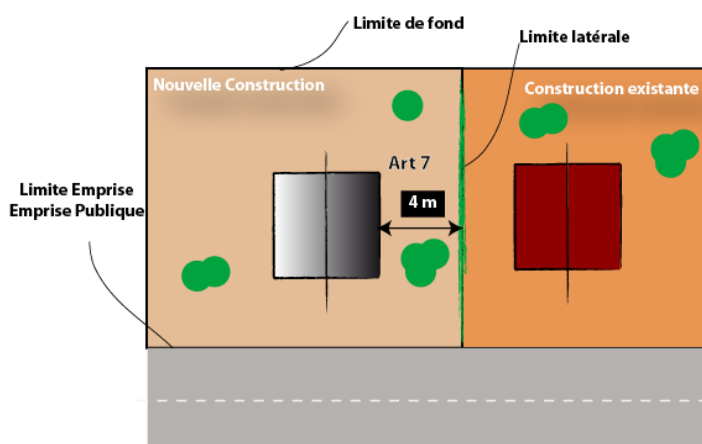 Limite de fond
Limite latérale
Nouvelle Construction
Construction existante
Art 7
4 m
Limite Emprise
Emprise Publique